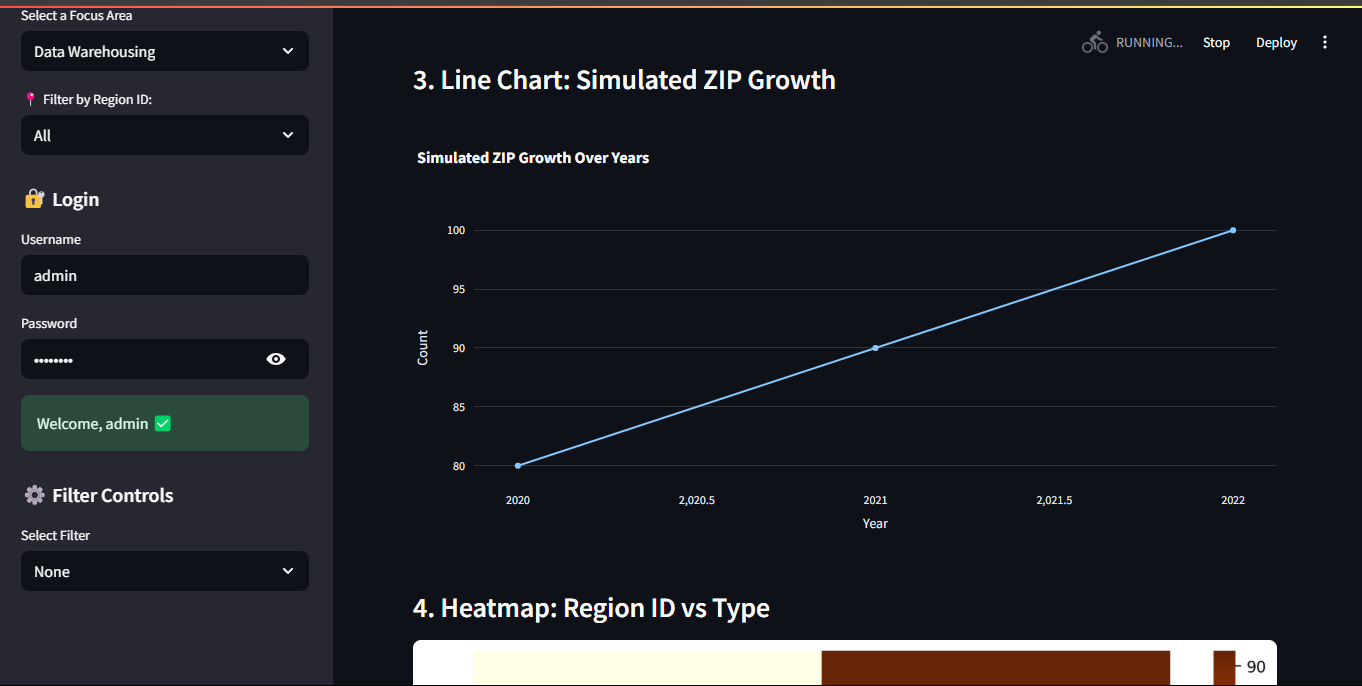 Select a Focus Area
Data Warehousing
📍 Filter by Region ID:
All
🔐 Login
Username
admin
Password
••••••••
Welcome, admin ✅
⚙️ Filter Controls
Select Filter
None
RUNNING...
Stop
Deploy
3. Line Chart: Simulated ZIP Growth
Simulated ZIP Growth Over Years
100
95
90
85
80
Count
2020 2,020.5 2021 2,021.5 2022
Year
4. Heatmap: Region ID vs Type
90